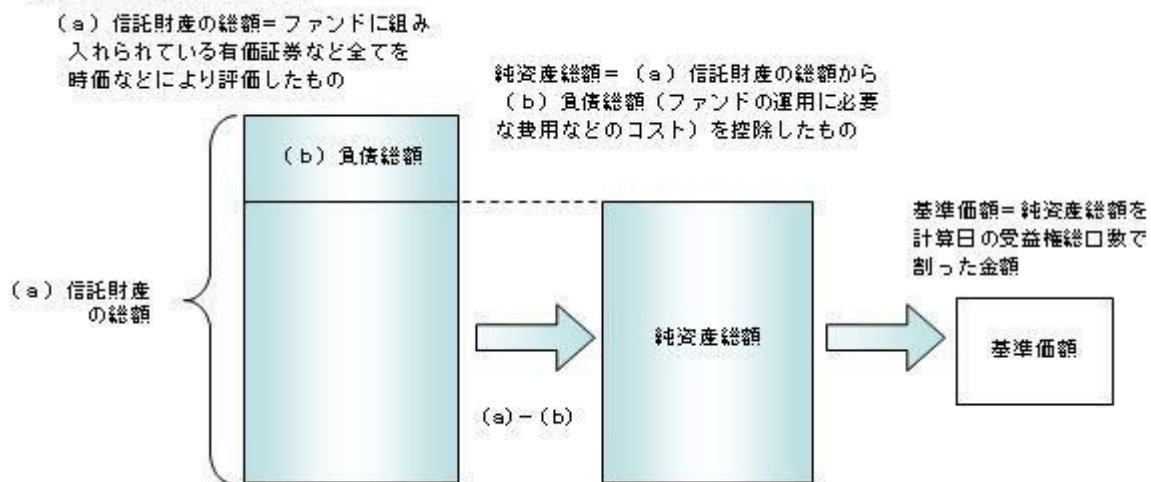 (a)信託財産の総額=ファンドに組み
入れられている有価証券など全てを
時価などにより評価したもの
純資産総額=(a)信託財産の総額から
(b)負債総額(ファンドの運用に必要
な費用などのコスト)を控除したもの
(b)負債総額
基準価額=純資産総額を
計算日の受益権総口数で
割った金額
(a)信託財産
の総額
純資産総額
基準価額
(a)-(b)